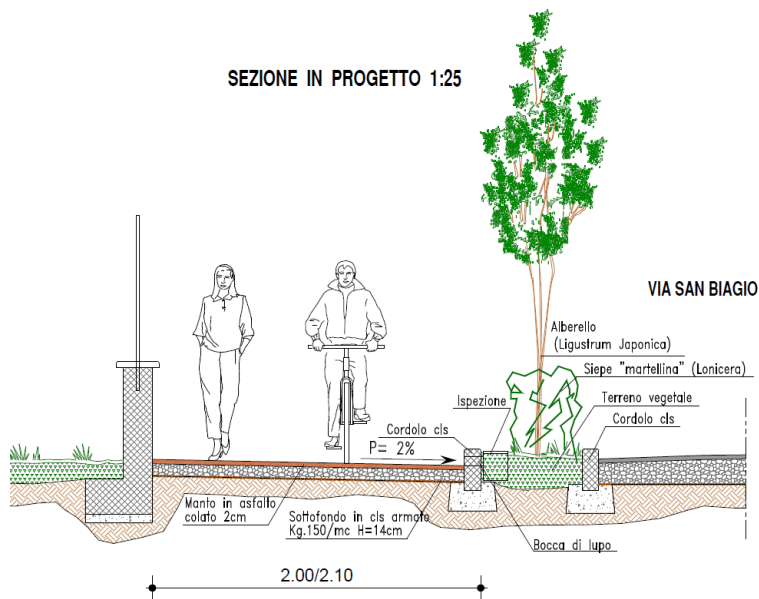 SEZIONE IN PROGETTO 1:25
VIA SAN BIAGIO
Alberello
(Ligustrum Japonica)
Siepe "martellina" (Lonicera)
Ispezione
Terreno vegetale
Cordolo cls
Cordolo cls
P= 2%
Manto in asfalto
colato 2cm
Sottofondo in cls armato
Kg.150/mc H=14cm
Bocca di lupo
2.00/2.10